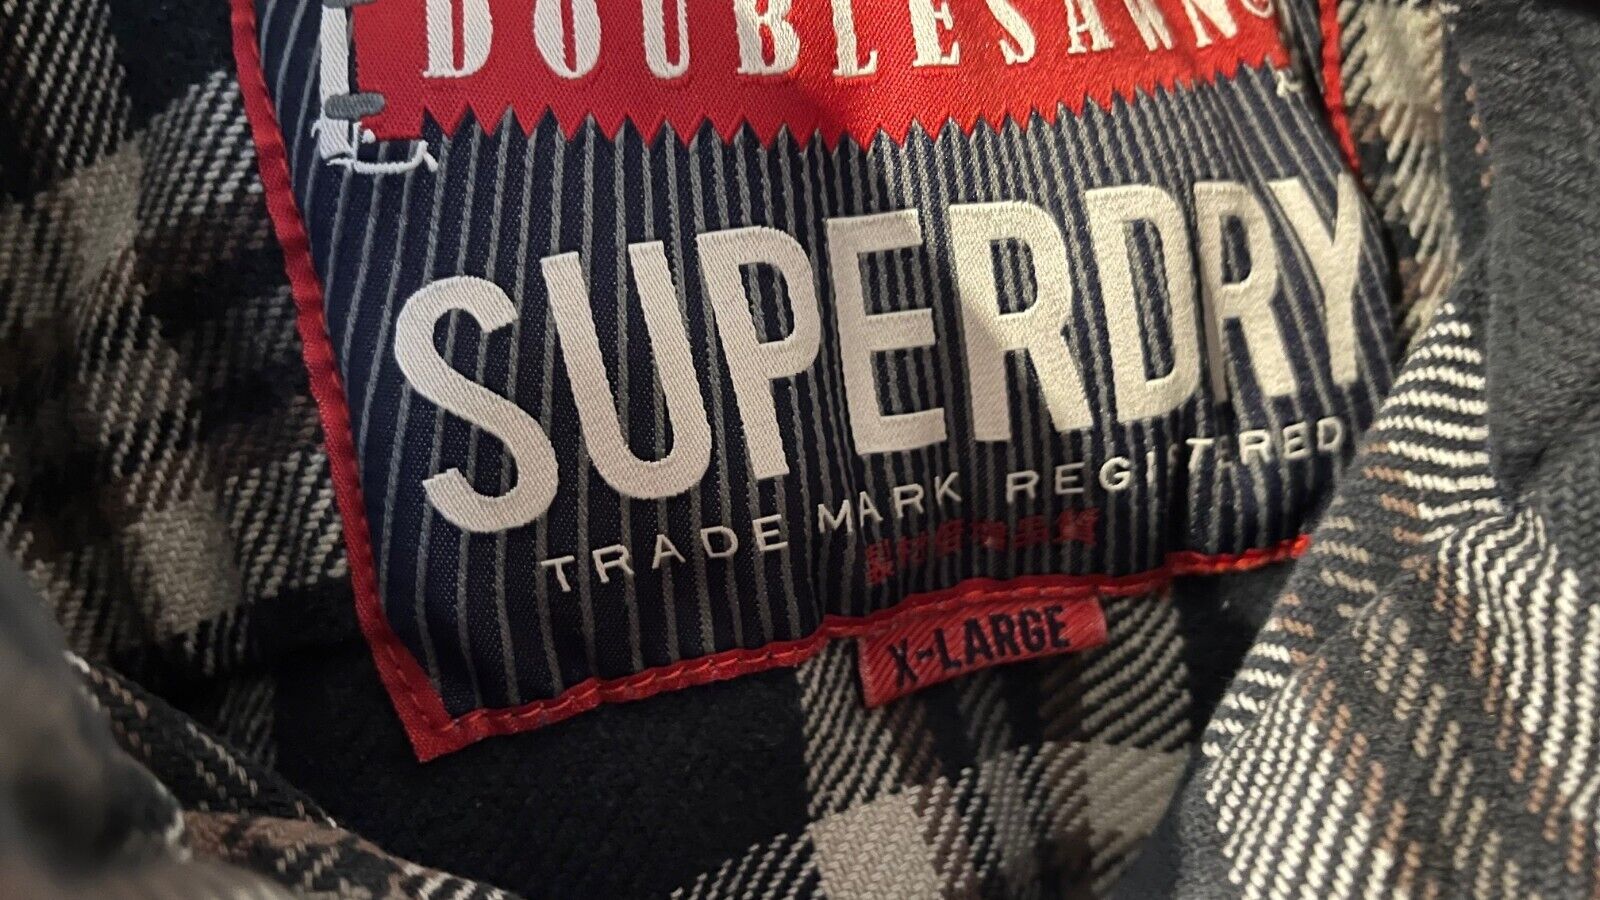 DOUBLESAWN®
SUPERDRY
TRADE MARK REGISTRED
X-LARGE